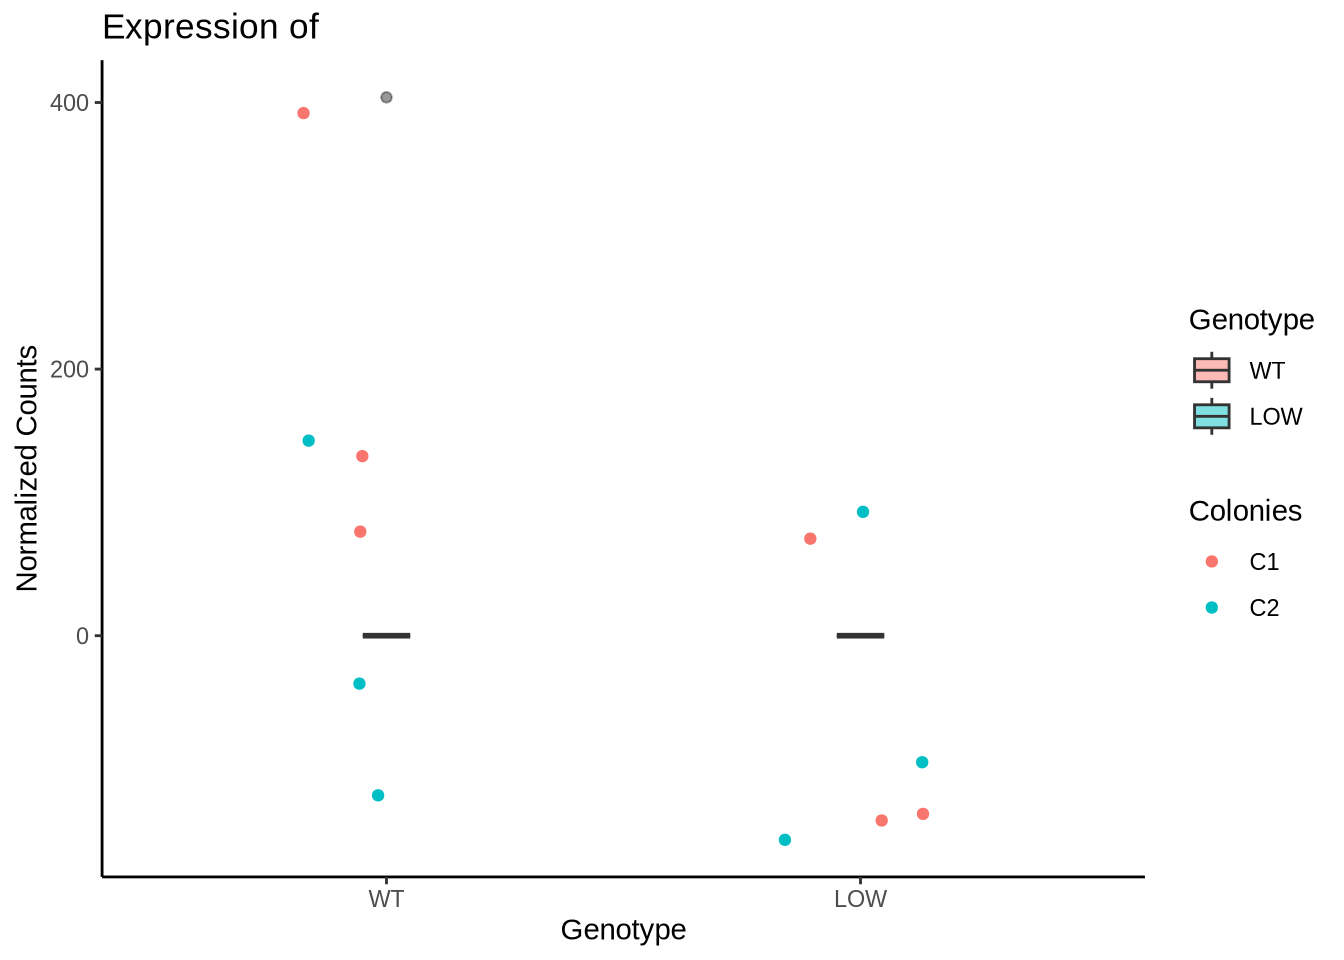 Expression of
400
200
0
Normalized Counts
WT
LOW
Genotype
Genotype
WT
LOW
Colonies
C1
C2